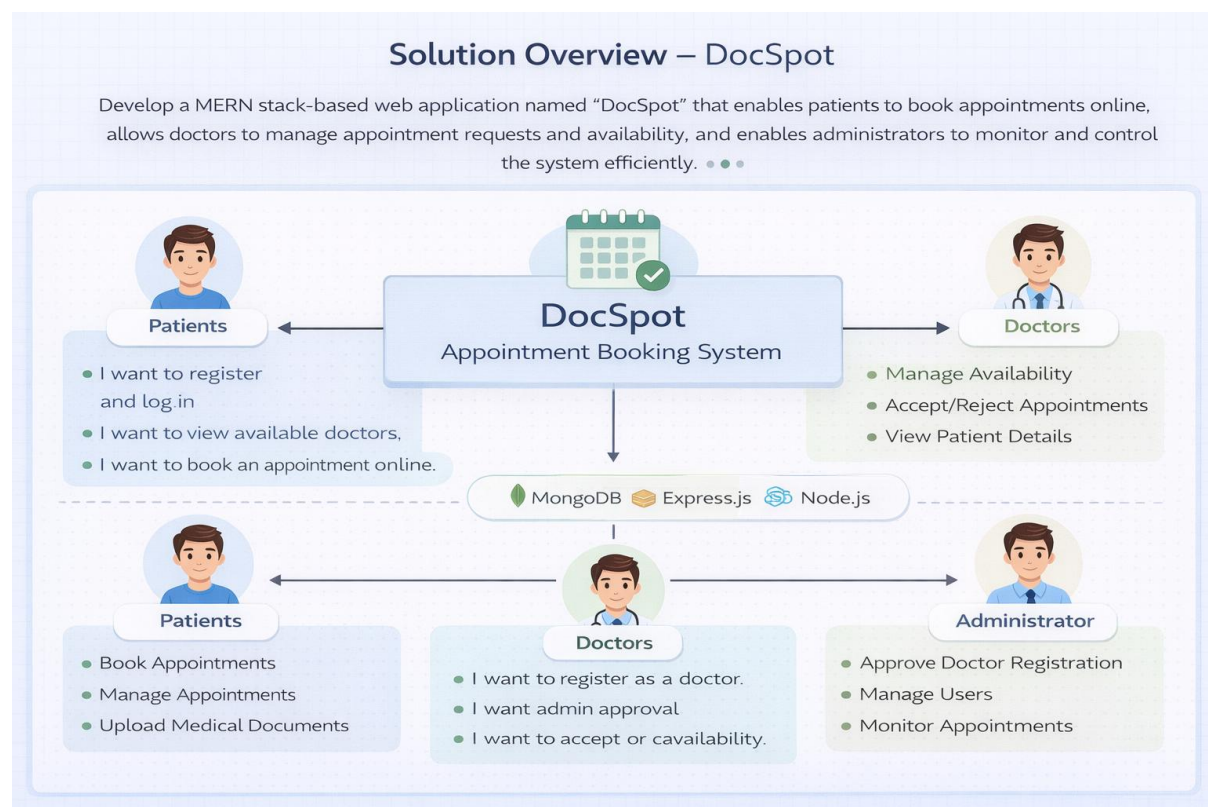 Solution Overview – DocSpot
Develop a MERN stack-based web application named “DocSpot” that enables patients to book appointments online,
allows doctors to manage appointment requests and availability, and enables administrators to monitor and control
the system efficiently.
DocSpot
Appointment Booking System
Patients
I want to register
and log.in
I want to view available doctors,
I want to book an appointment online.
Doctors
Manage Availability
Accept/Reject Appointments
View Patient Details
MongoDB Express.js Node.js
Patients
Book Appointments
Manage Appointments
Upload Medical Documents
Doctors
I want to register as a doctor.
I want admin approval
I want to accept or cavailability.
Administrator
Approve Doctor Registration
Manage Users
Monitor Appointments